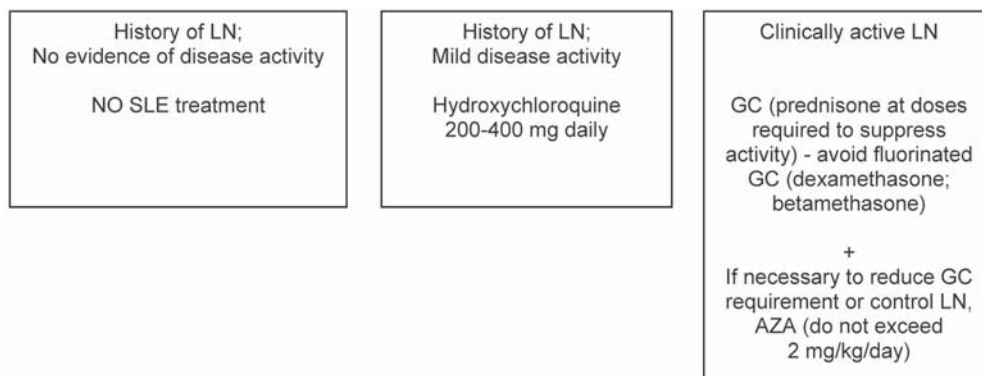 History of LN;
No evidence of disease activity
NO SLE treatment
History of LN;
Mild disease activity
Hydroxychloroquine
200-400 mg daily
Clinically active LN
GC (prednisone at doses
required to suppress
activity) - avoid fluorinated
GC (dexamethasone;
betamethasone)
+
If necessary to reduce GC
requirement or control LN,
AZA (do not exceed
2 mg/kg/day)